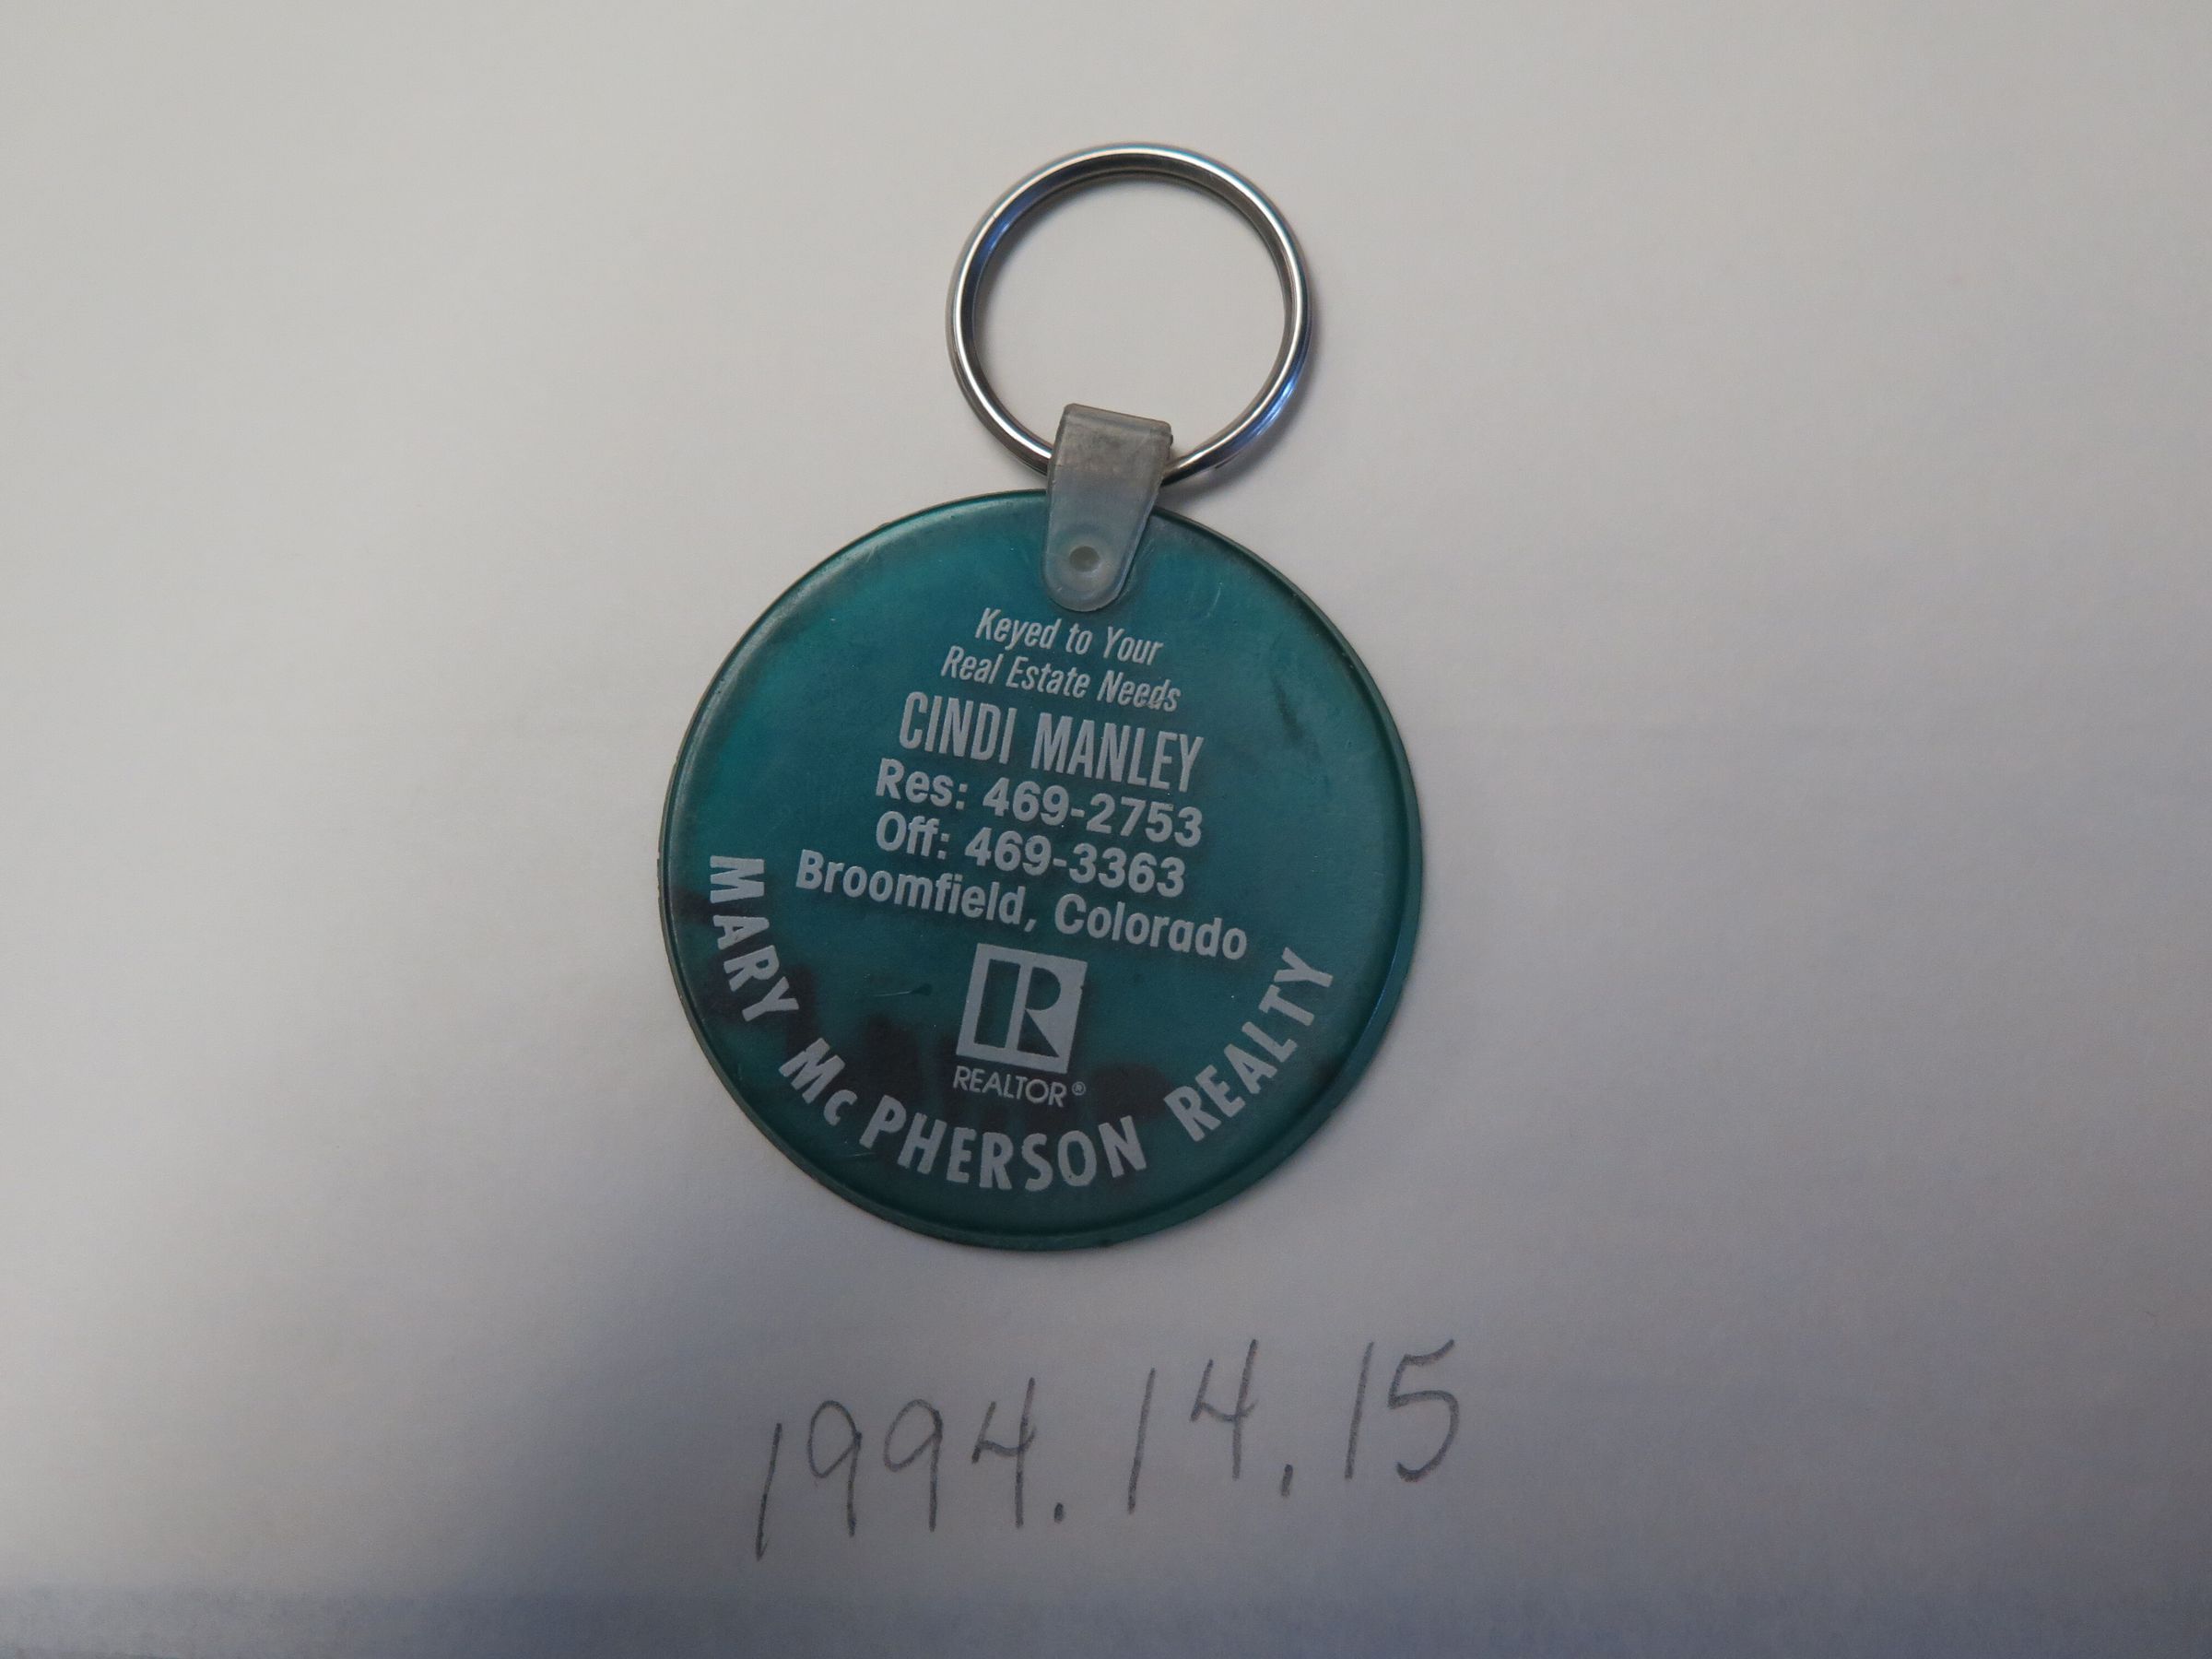 Keyed to Your
Real Estate Needs
CINDI MANLEY
Res: 469-2753
Off: 469-3363
Broomfield, Colorado
R
REALTOR®
MARY McPHERSON REALTY
1994.14.15